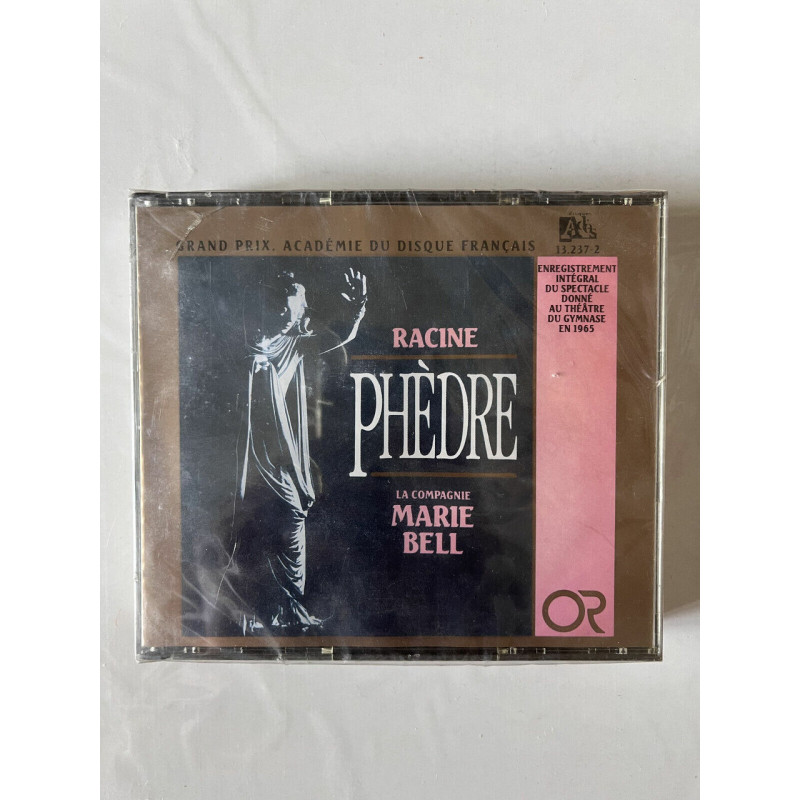 Adès
13.237-2
GRAND PRIX. ACADÉMIE DU DISQUE FRANÇAIS
ENREGISTREMENT
INTÉGRAL
DU SPECTACLE
DONNÉ
AU THÉÂTRE
DU GYMNASE
EN 1965
RACINE
PHÈDRE
LA COMPAGNIE
MARIE
BELL
OR